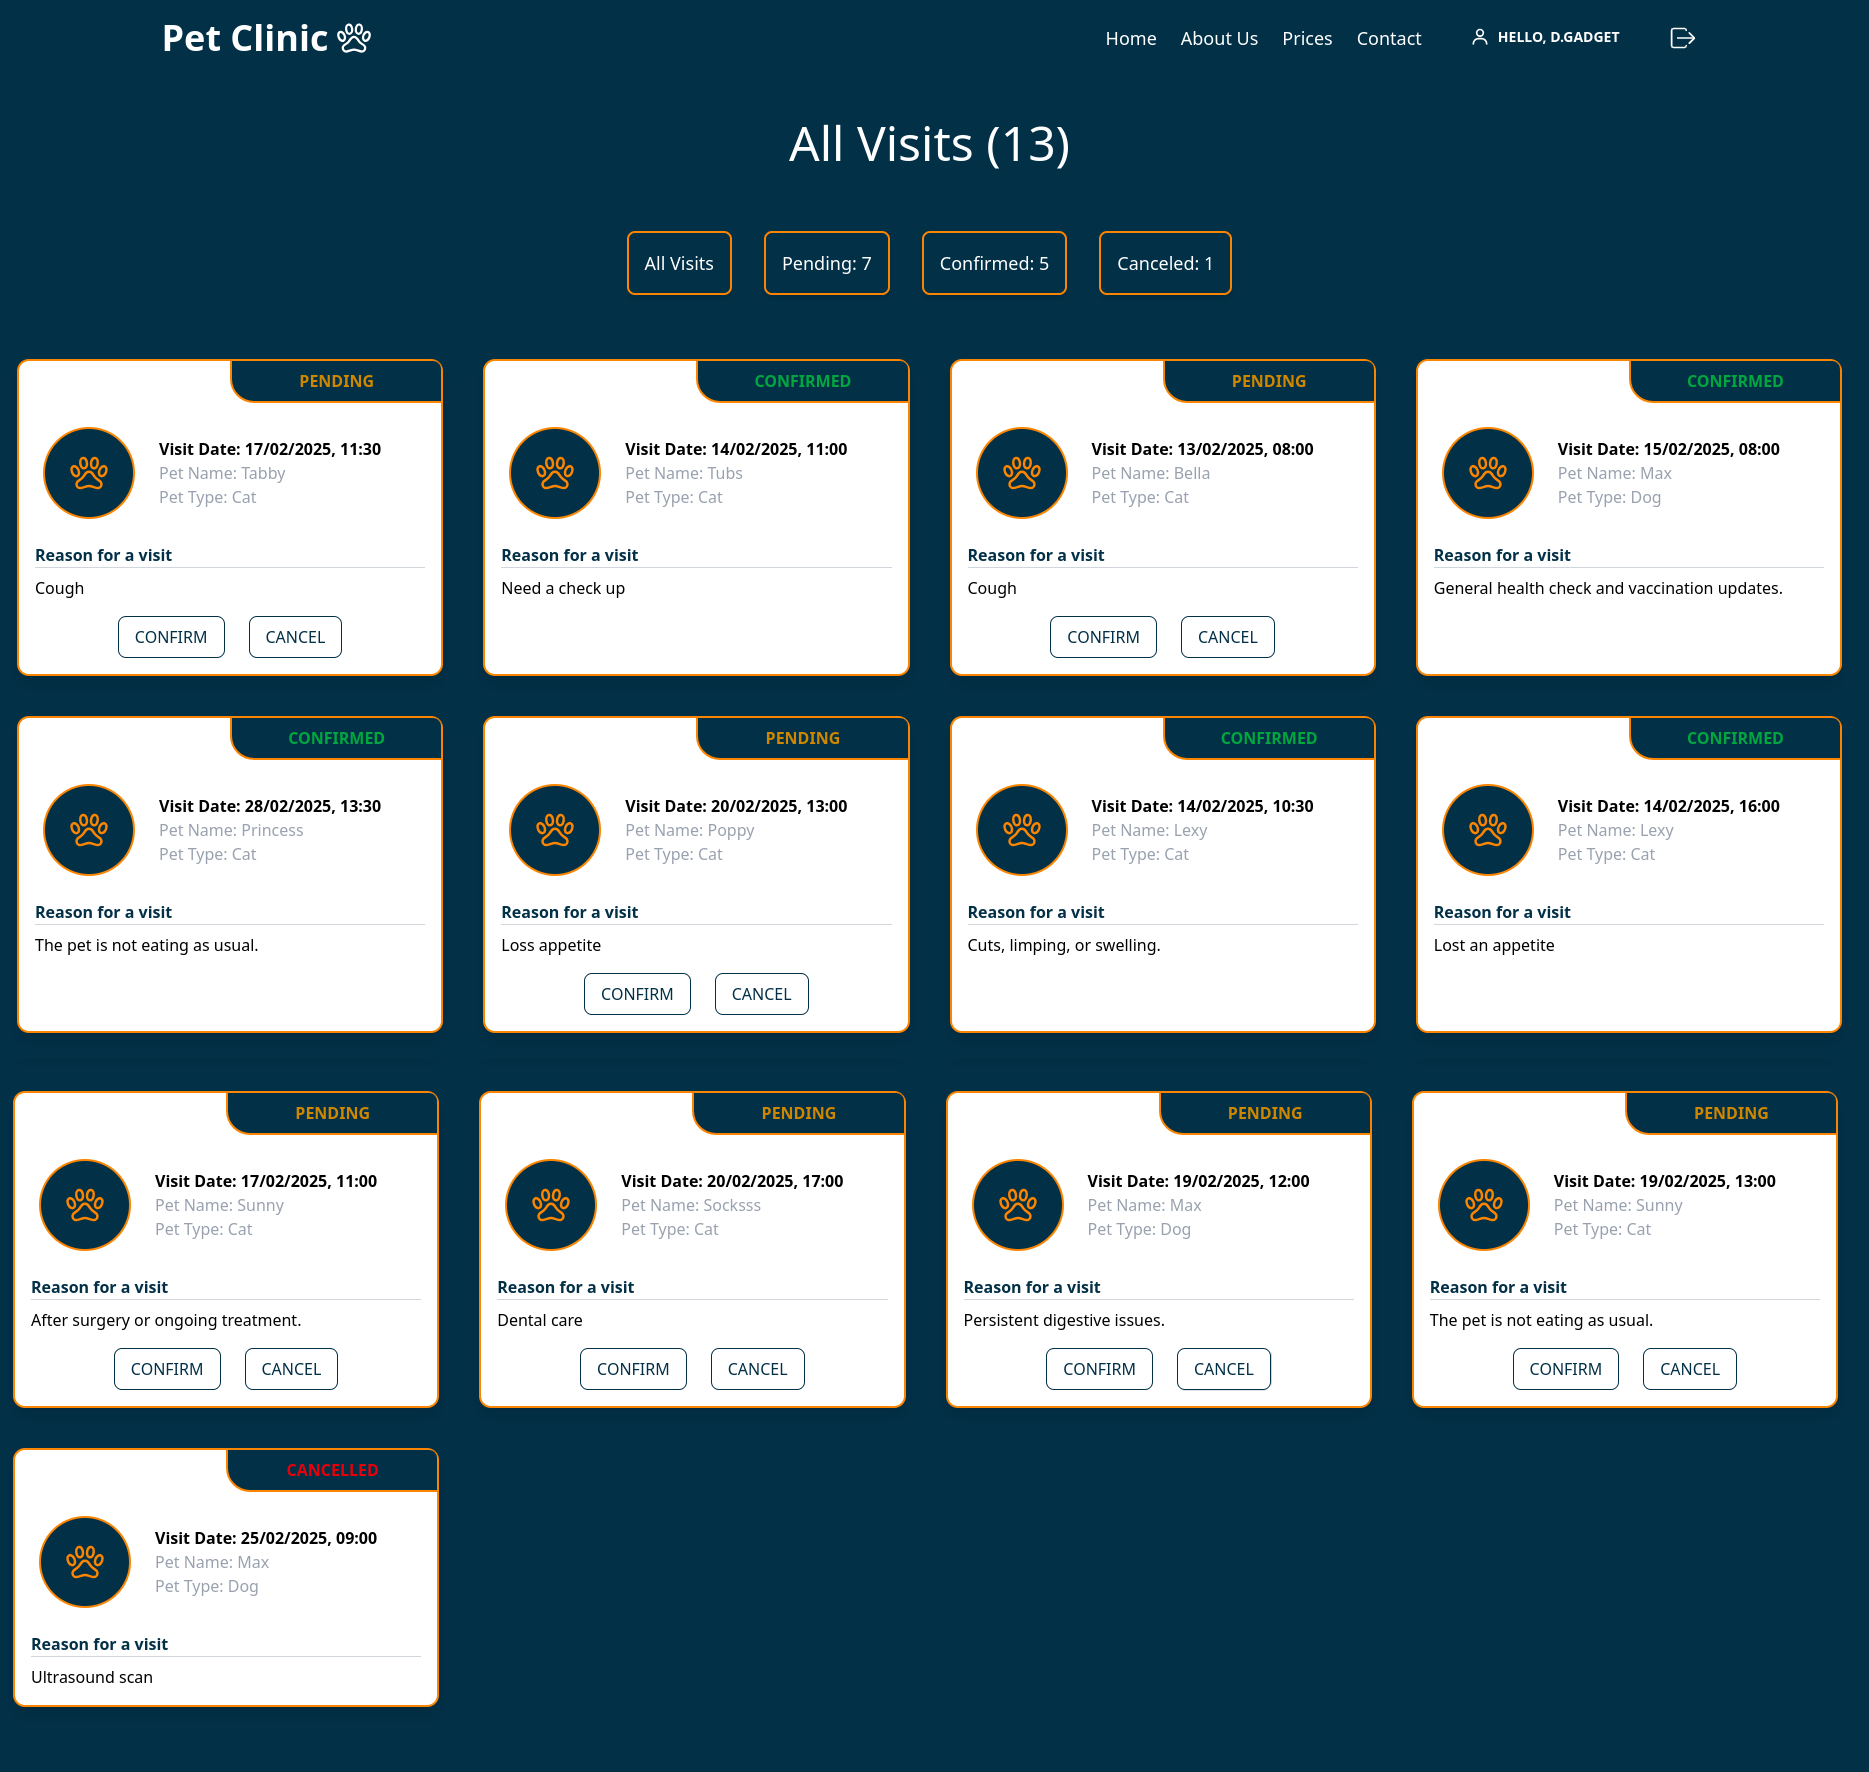 Pet Clinic
Home About Us Prices Contact HELLO, D.GADGET
All Visits (13)
All Visits
Pending: 7
Confirmed: 5
Canceled: 1
PENDING
Visit Date: 17/02/2025, 11:30
Pet Name: Tabby
Pet Type: Cat
Reason for a visit
Cough
CONFIRM CANCEL
CONFIRMED
Visit Date: 14/02/2025, 11:00
Pet Name: Tubs
Pet Type: Cat
Reason for a visit
Need a check up
PENDING
Visit Date: 13/02/2025, 08:00
Pet Name: Bella
Pet Type: Cat
Reason for a visit
Cough
CONFIRM CANCEL
CONFIRMED
Visit Date: 15/02/2025, 08:00
Pet Name: Max
Pet Type: Dog
Reason for a visit
General health check and vaccination updates.
CONFIRMED
Visit Date: 28/02/2025, 13:30
Pet Name: Princess
Pet Type: Cat
Reason for a visit
The pet is not eating as usual.
PENDING
Visit Date: 20/02/2025, 13:00
Pet Name: Poppy
Pet Type: Cat
Reason for a visit
Loss appetite
CONFIRM CANCEL
CONFIRMED
Visit Date: 14/02/2025, 10:30
Pet Name: Lexy
Pet Type: Cat
Reason for a visit
Cuts, limping, or swelling.
CONFIRMED
Visit Date: 14/02/2025, 16:00
Pet Name: Lexy
Pet Type: Cat
Reason for a visit
Lost an appetite
PENDING
Visit Date: 17/02/2025, 11:00
Pet Name: Sunny
Pet Type: Cat
Reason for a visit
After surgery or ongoing treatment.
CONFIRM CANCEL
PENDING
Visit Date: 20/02/2025, 17:00
Pet Name: Socksss
Pet Type: Cat
Reason for a visit
Dental care
CONFIRM CANCEL
PENDING
Visit Date: 19/02/2025, 12:00
Pet Name: Max
Pet Type: Dog
Reason for a visit
Persistent digestive issues.
CONFIRM CANCEL
PENDING
Visit Date: 19/02/2025, 13:00
Pet Name: Sunny
Pet Type: Cat
Reason for a visit
The pet is not eating as usual.
CONFIRM CANCEL
CANCELLED
Visit Date: 25/02/2025, 09:00
Pet Name: Max
Pet Type: Dog
Reason for a visit
Ultrasound scan